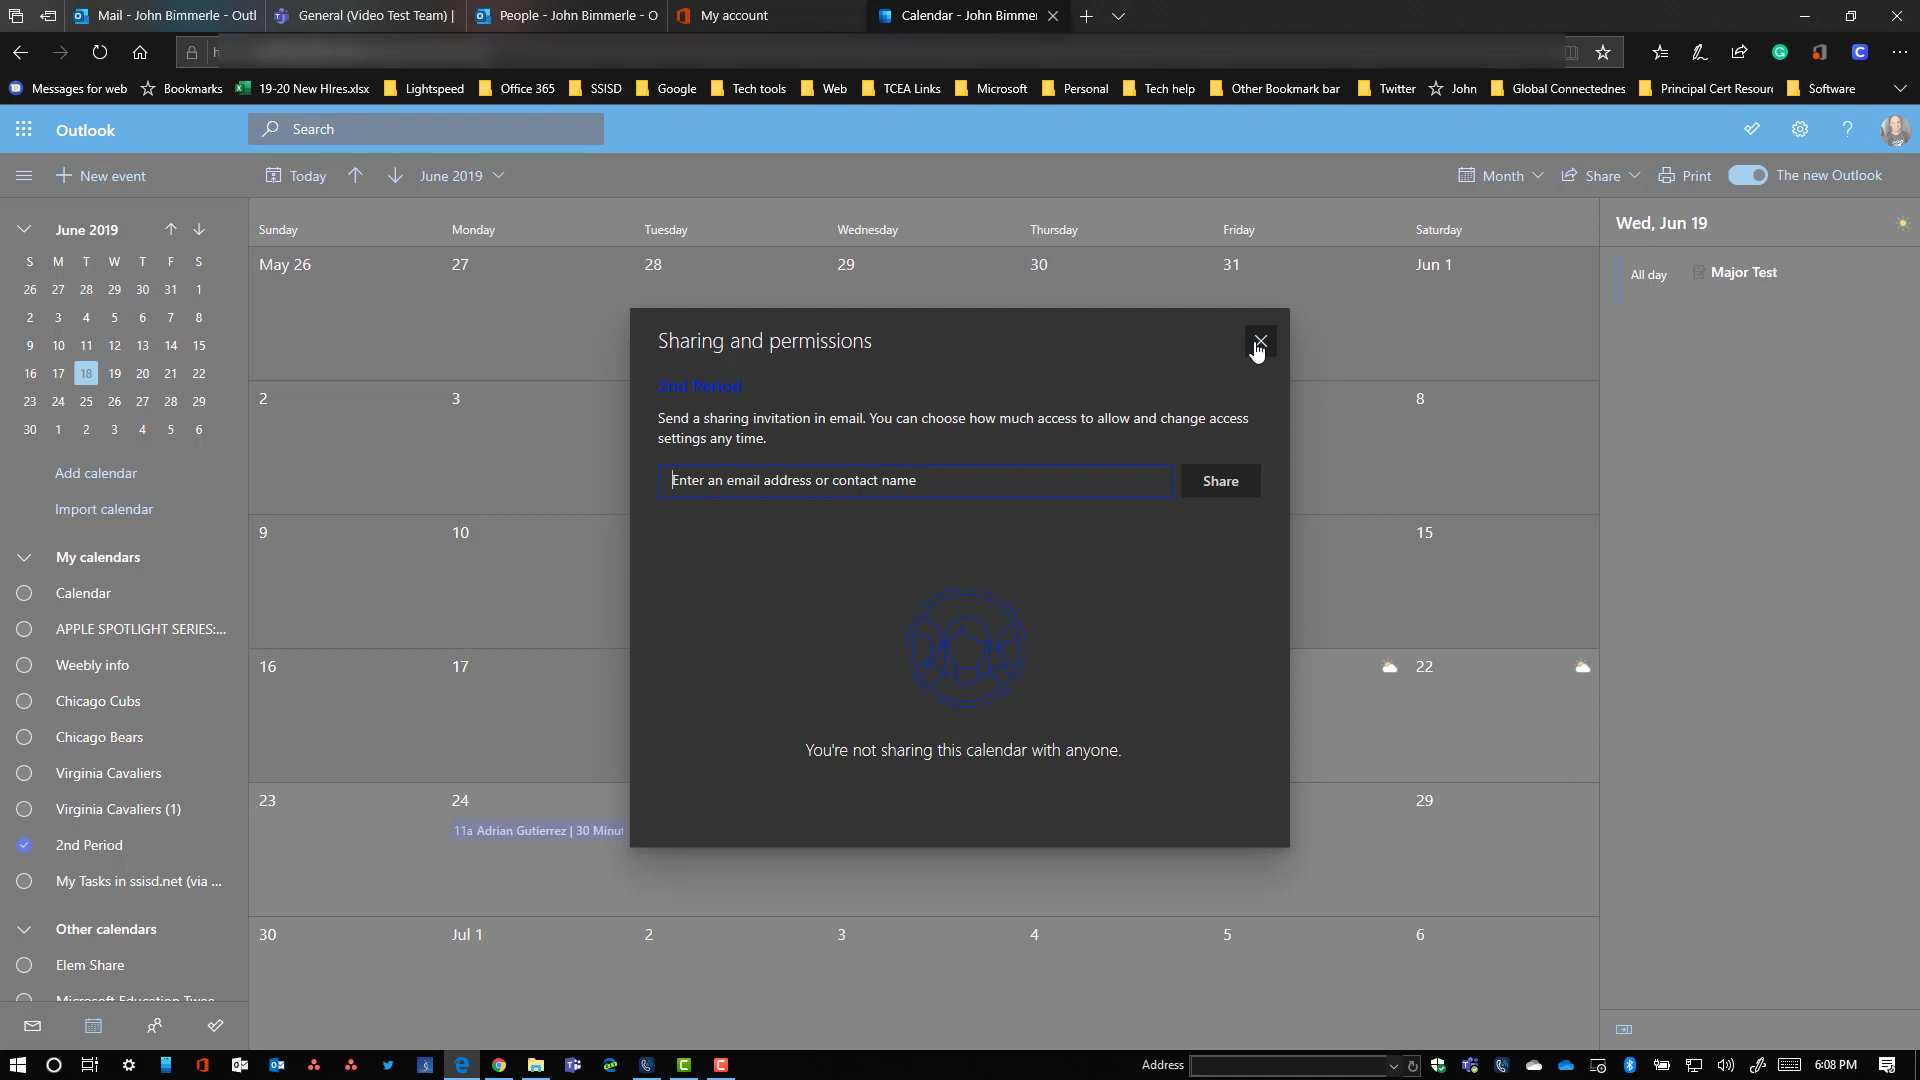 Mail - John Bimmerle - Outl
General (Video Test Team) |
People - John Bimmerle - O
My account
Calendar - John Bimmer
Messages for web
Bookmarks
19-20 New HIres.xlsx
Lightspeed
Office 365
SSISD
Google
Tech tools
Web
TCEA Links
Microsoft
Personal
Tech help
Other Bookmark bar
Twitter
John
Global Connectednes
Principal Cert Resourc
Software
Outlook
Search
New event
Today
June 2019
Month
Share
Print
The new Outlook
June 2019
S M T W T F S
26 27 28 29 30 31 1
2 3 4 5 6 7 8
9 10 11 12 13 14 15
16 17 18 19 20 21 22
23 24 25 26 27 28 29
30 1 2 3 4 5 6
Add calendar
Import calendar
My calendars
Calendar
APPLE SPOTLIGHT SERIES:...
Weebly info
Chicago Cubs
Chicago Bears
Virginia Cavaliers
Virginia Cavaliers (1)
2nd Period
My Tasks in ssisd.net (via ...
Other calendars
Elem Share
Microsoft Education Twee
Sunday Monday Tuesday Wednesday Thursday Friday Saturday
May 26 27 28 29 30 31 Jun 1
2 3 8
9 10 15
16 17 22
23 24 29
11a Adrian Gutierrez | 30 Minut
30 Jul 1 2 3 4 5 6
Sharing and permissions
2nd Period
Send a sharing invitation in email. You can choose how much access to allow and change access
settings any time.
Enter an email address or contact name
Share
You're not sharing this calendar with anyone.
Wed, Jun 19
All day
Major Test
Address
6:08 PM